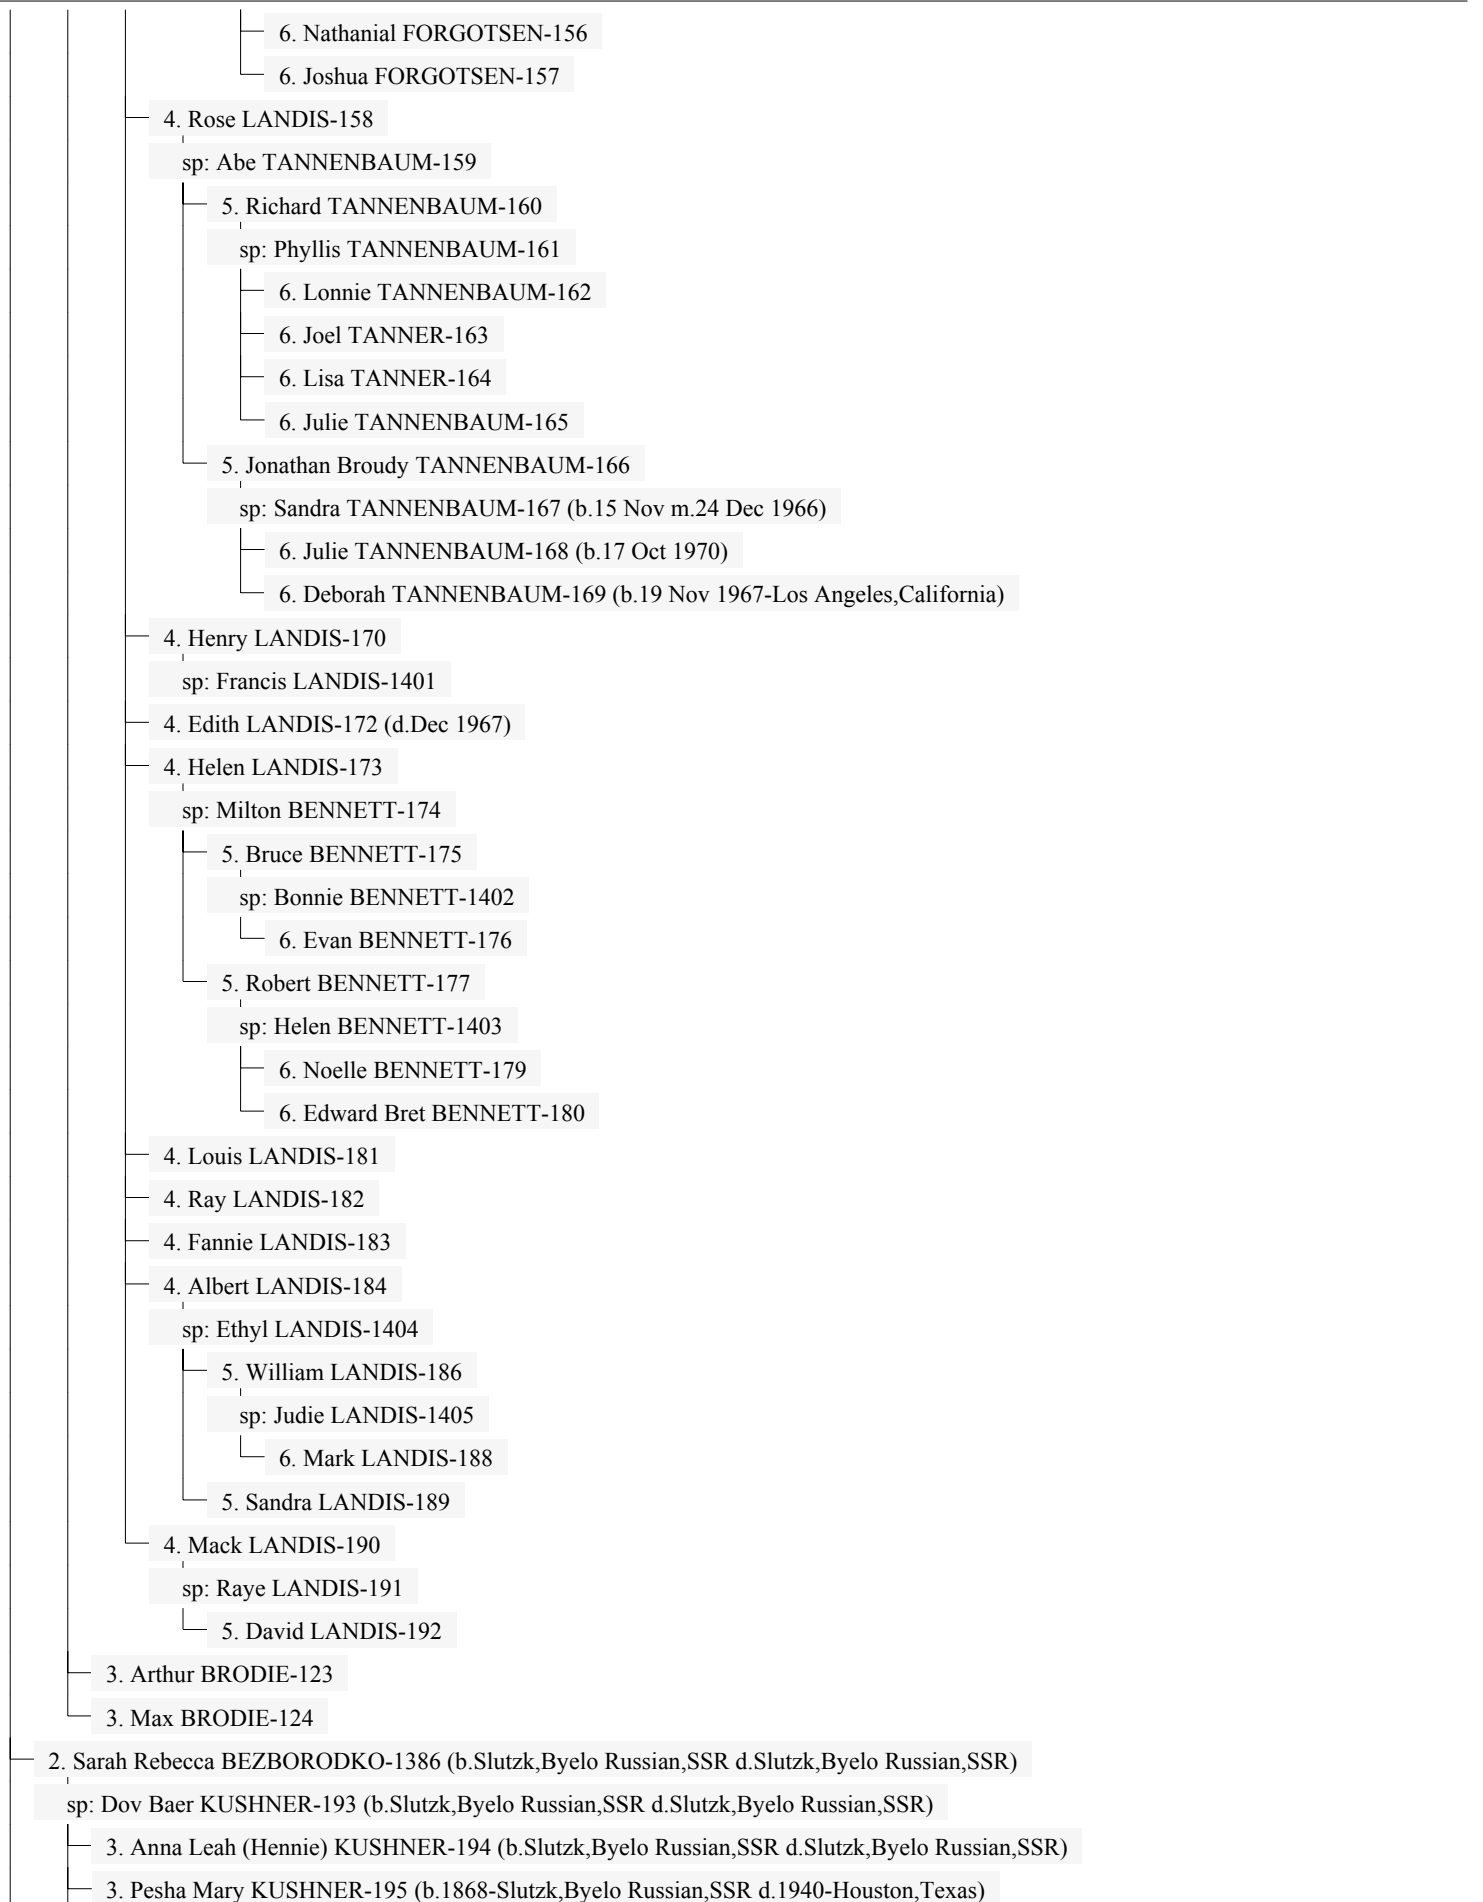 6. Nathanial FORGOTSEN-156
6. Joshua FORGOTSEN-157
4. Rose LANDIS-158
sp: Abe TANNENBAUM-159
5. Richard TANNENBAUM-160
sp: Phyllis TANNENBAUM-161
6. Lonnie TANNENBAUM-162
6. Joel TANNER-163
6. Lisa TANNER-164
6. Julie TANNENBAUM-165
5. Jonathan Broudy TANNENBAUM-166
sp: Sandra TANNENBAUM-167 (b.15 Nov m.24 Dec 1966)
6. Julie TANNENBAUM-168 (b.17 Oct 1970)
6. Deborah TANNENBAUM-169 (b.19 Nov 1967-Los Angeles,California)
4. Henry LANDIS-170
sp: Francis LANDIS-1401
4. Edith LANDIS-172 (d.Dec 1967)
4. Helen LANDIS-173
sp: Milton BENNETT-174
5. Bruce BENNETT-175
sp: Bonnie BENNETT-1402
6. Evan BENNETT-176
5. Robert BENNETT-177
sp: Helen BENNETT-1403
6. Noelle BENNETT-179
6. Edward Bret BENNETT-180
4. Louis LANDIS-181
4. Ray LANDIS-182
4. Fannie LANDIS-183
4. Albert LANDIS-184
sp: Ethyl LANDIS-1404
5. William LANDIS-186
sp: Judie LANDIS-1405
6. Mark LANDIS-188
5. Sandra LANDIS-189
4. Mack LANDIS-190
sp: Raye LANDIS-191
5. David LANDIS-192
3. Arthur BRODIE-123
3. Max BRODIE-124
2. Sarah Rebecca BEZBORODKO-1386 (b.Slutzk,Byelo Russian,SSR d.Slutzk,Byelo Russian,SSR)
sp: Dov Baer KUSHNER-193 (b.Slutzk,Byelo Russian,SSR d.Slutzk,Byelo Russian,SSR)
3. Anna Leah (Hennie) KUSHNER-194 (b.Slutzk,Byelo Russian,SSR d.Slutzk,Byelo Russian,SSR)
3. Pesha Mary KUSHNER-195 (b.1868-Slutzk,Byelo Russian,SSR d.1940-Houston,Texas)